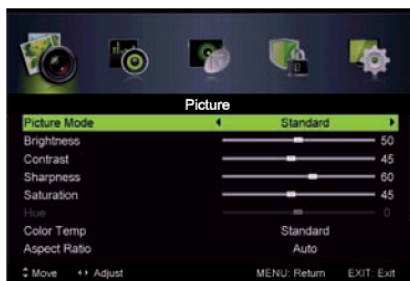 Picture
Picture Mode Standard
Brightness 50
Contrast 45
Sharpness 60
Saturation 45
Hue 0
Color Temp Standard
Aspect Ratio Auto
Move Adjust MENU: Return EXIT: Exit